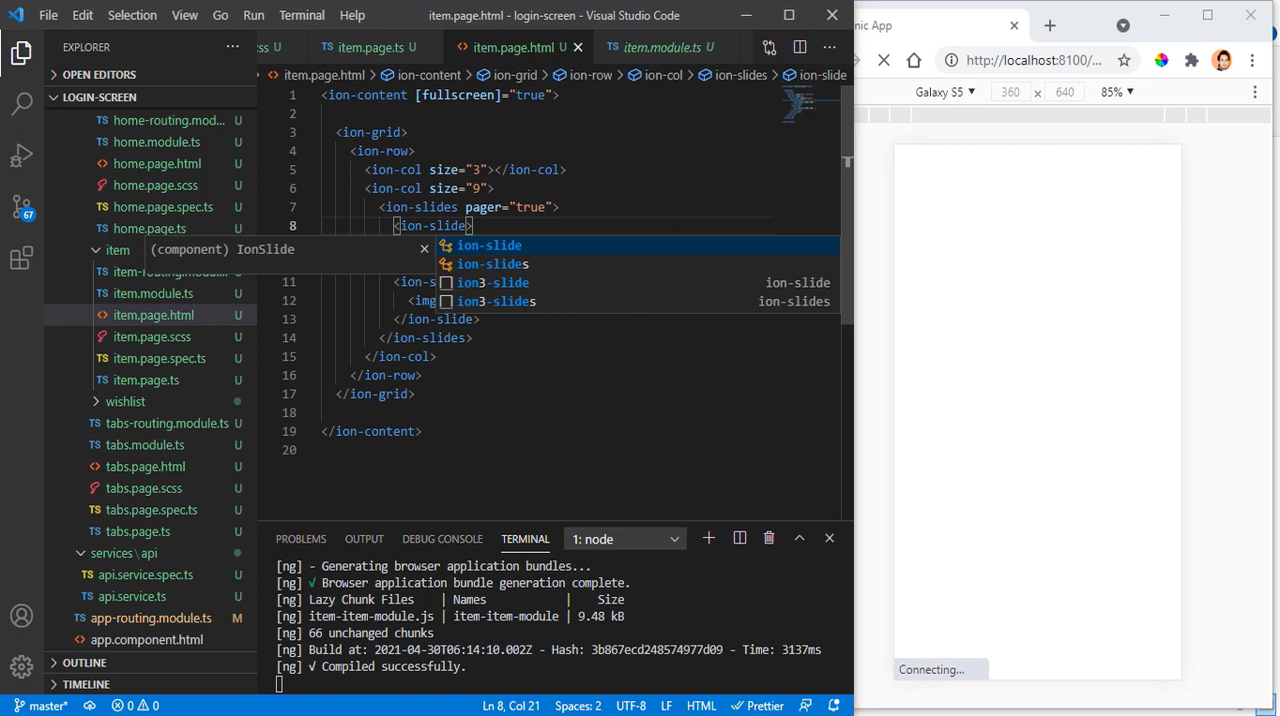 File Edit Selection View Go Run Terminal Help item.page.html - login-screen - Visual Studio Code
EXPLORER
OPEN EDITORS
LOGIN-SCREEN
home-routing.mod... U
home.module.ts U
home.page.html U
home.page.scss U
home.page.spec.ts U
home.page.ts U
item
item.module.ts U
item.page.html U
item.page.scss U
item.page.spec.ts U
item.page.ts U
wishlist
tabs-routing.module.ts U
tabs.module.ts U
tabs.page.html U
tabs.page.scss U
tabs.page.spec.ts U
tabs.page.ts U
services\api
api.service.spec.ts U
api.service.ts U
app-routing.module.ts M
app.component.html
OUTLINE
TIMELINE
67
ss U TS item.page.ts U item.page.html U TS item.module.ts U
item.page.html ion-content ion-grid ion-row ion-col ion-slides ion-slide
1 <ion-content [fullscreen]="true">
2
3 <ion-grid>
4 <ion-row>
5 <ion-col size="3"></ion-col>
6 <ion-col size="9">
7 <ion-slides pager="true">
8 <ion-slide>
(component) IonSlide
ion-slide
ion-slides
ion3-slide ion-slide
ion3-slides ion-slides
11 <ion-s
12 <img
13 </ion-slide>
14 </ion-slides>
15 </ion-col>
16 </ion-row>
17 </ion-grid>
18
19 </ion-content>
20
PROBLEMS OUTPUT DEBUG CONSOLE TERMINAL 1: node
[ng] - Generating browser application bundles...
[ng] √ Browser application bundle generation complete.
[ng] Lazy Chunk Files | Names | Size
[ng] item-item-module.js | item-item-module | 9.48 kB
[ng] 66 unchanged chunks
[ng] Build at: 2021-04-30T06:14:10.002Z - Hash: 3b867ecd248574977d09 - Time: 3137ms
[ng] √ Compiled successfully.
master* 0 0 Ln 8, Col 21 Spaces: 2 UTF-8 LF HTML Prettier
nic App
http://localhost:8100/...
Galaxy S5 360 x 640 85%
Connecting...